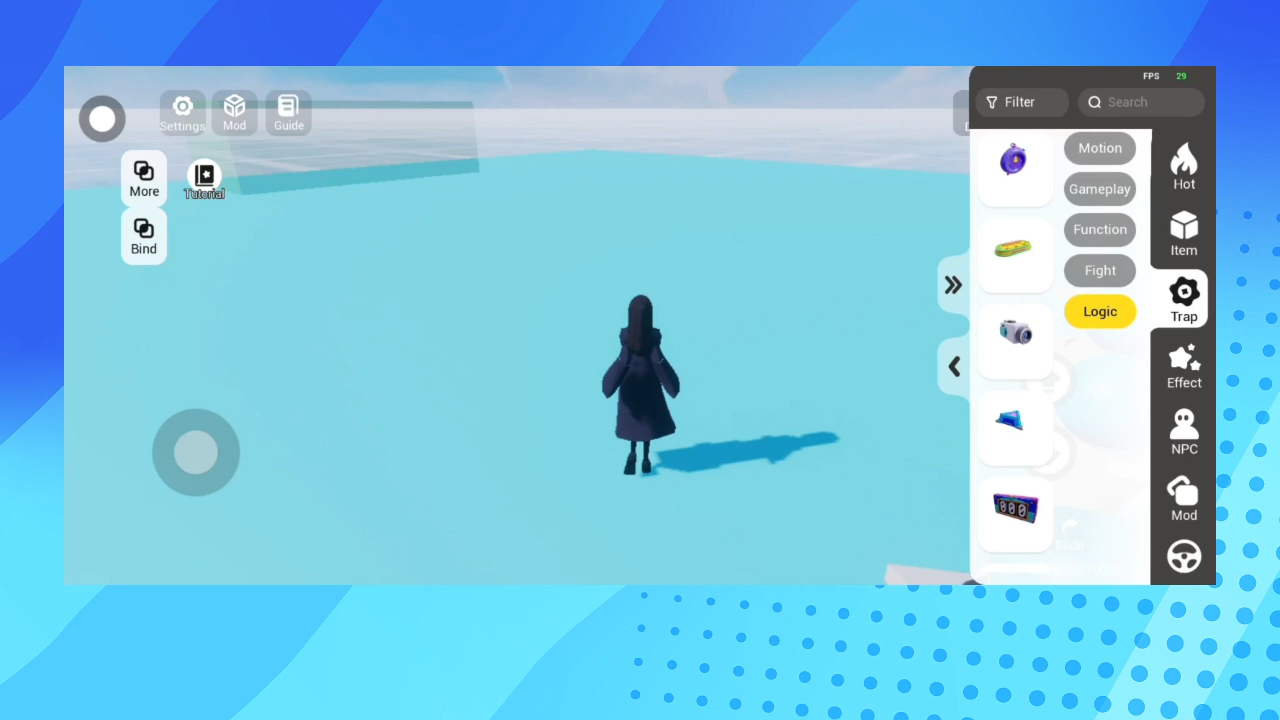 FPS 29
Filter
Search
Settings
Mod
Guide
More
Tutorial
Bind
Motion
Gameplay
Function
Fight
Logic
000
Hot
Item
Trap
Effect
NPC
Mod